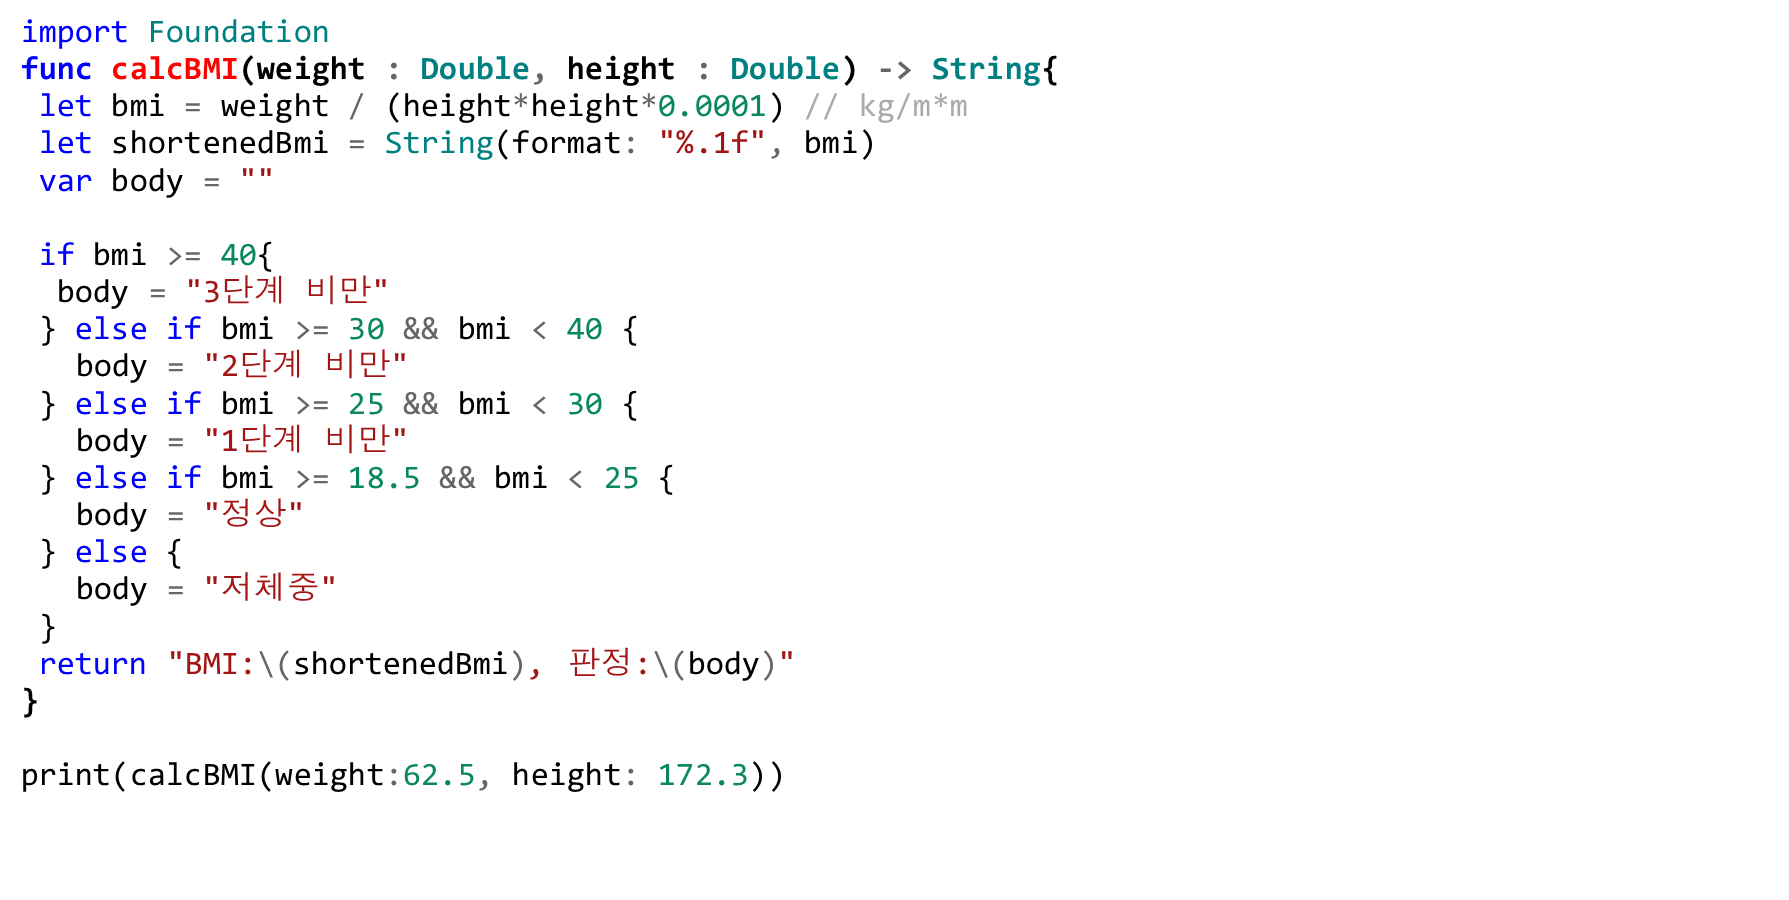 import Foundation
func calcBMI(weight : Double, height : Double) -> String{
 let bmi = weight / (height*height*0.0001) // kg/m*m
 let shortenedBmi = String(format: "%.1f", bmi)
 var body = ""

 if bmi >= 40{
  body = "3단계 비만"
 } else if bmi >= 30 && bmi < 40 {
   body = "2단계 비만"
 } else if bmi >= 25 && bmi < 30 {
   body = "1단계 비만"
 } else if bmi >= 18.5 && bmi < 25 {
   body = "정상"
 } else {
   body = "저체중"
 }
 return "BMI:\(shortenedBmi), 판정:\(body)"
}

print(calcBMI(weight:62.5, height: 172.3))